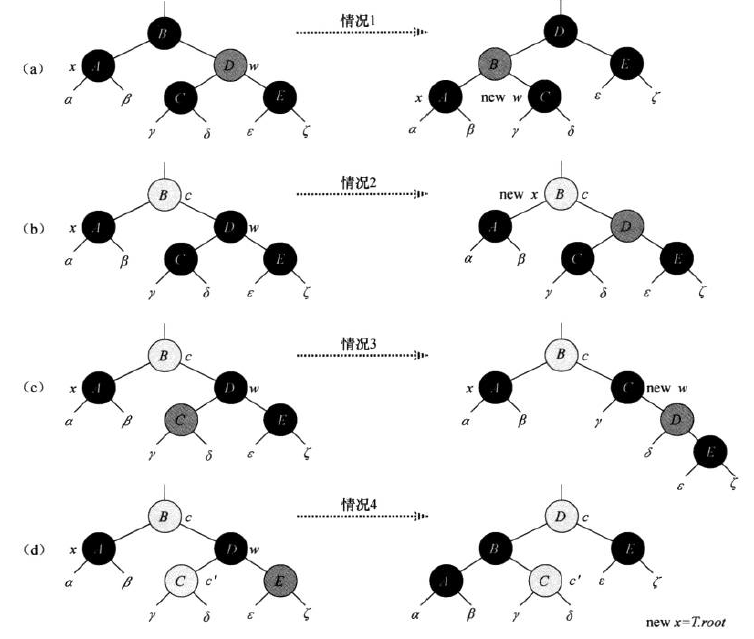 情况1
(a)
B
x A
D w
C
E
α β γ δ ε ζ
D
B
E
x A
new w C
ε ζ
α β γ δ
情况2
(b)
B c
x A
D w
C
E
α β γ δ ε ζ
new x B c
A
D
C
E
α β γ δ ε ζ
情况3
(c)
B c
x A
D w
C
E
α β γ δ ε ζ
B c
x A
C new w
α β γ
D
δ
E
ε ζ
情况4
(d)
B c
x A
D w
C c'
E
α β γ δ ε ζ
D c
B
E
A
C c'
ε ζ
α β γ δ
new x=T.root